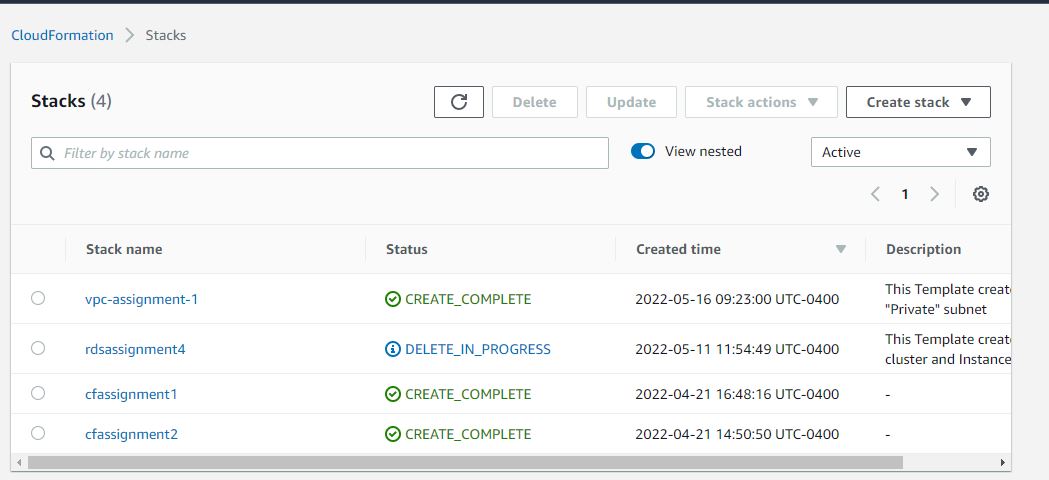 CloudFormation > Stacks
Stacks (4)
Delete
Update
Stack actions
Create stack
Filter by stack name
View nested
Active
1
Stack name Status Created time Description
vpc-assignment-1 CREATE_COMPLETE 2022-05-16 09:23:00 UTC-0400 This Template creat
"Private" subnet
rdsassignment4 DELETE_IN_PROGRESS 2022-05-11 11:54:49 UTC-0400 This Template creat
cluster and Instance
cfassignment1 CREATE_COMPLETE 2022-04-21 16:48:16 UTC-0400 -
cfassignment2 CREATE_COMPLETE 2022-04-21 14:50:50 UTC-0400 -